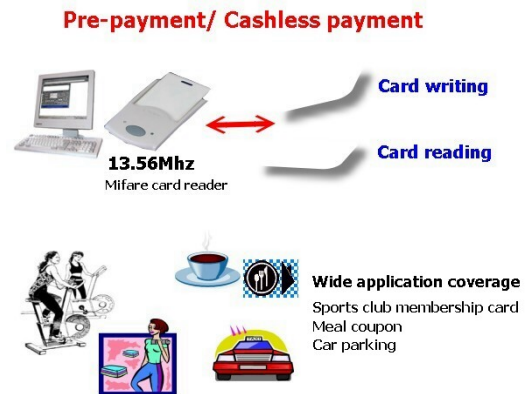 Pre-payment/ Cashless payment
Card writing
Card reading
13.56Mhz
Mifare card reader
Wide application coverage
Sports club membership card
Meal coupon
Car parking